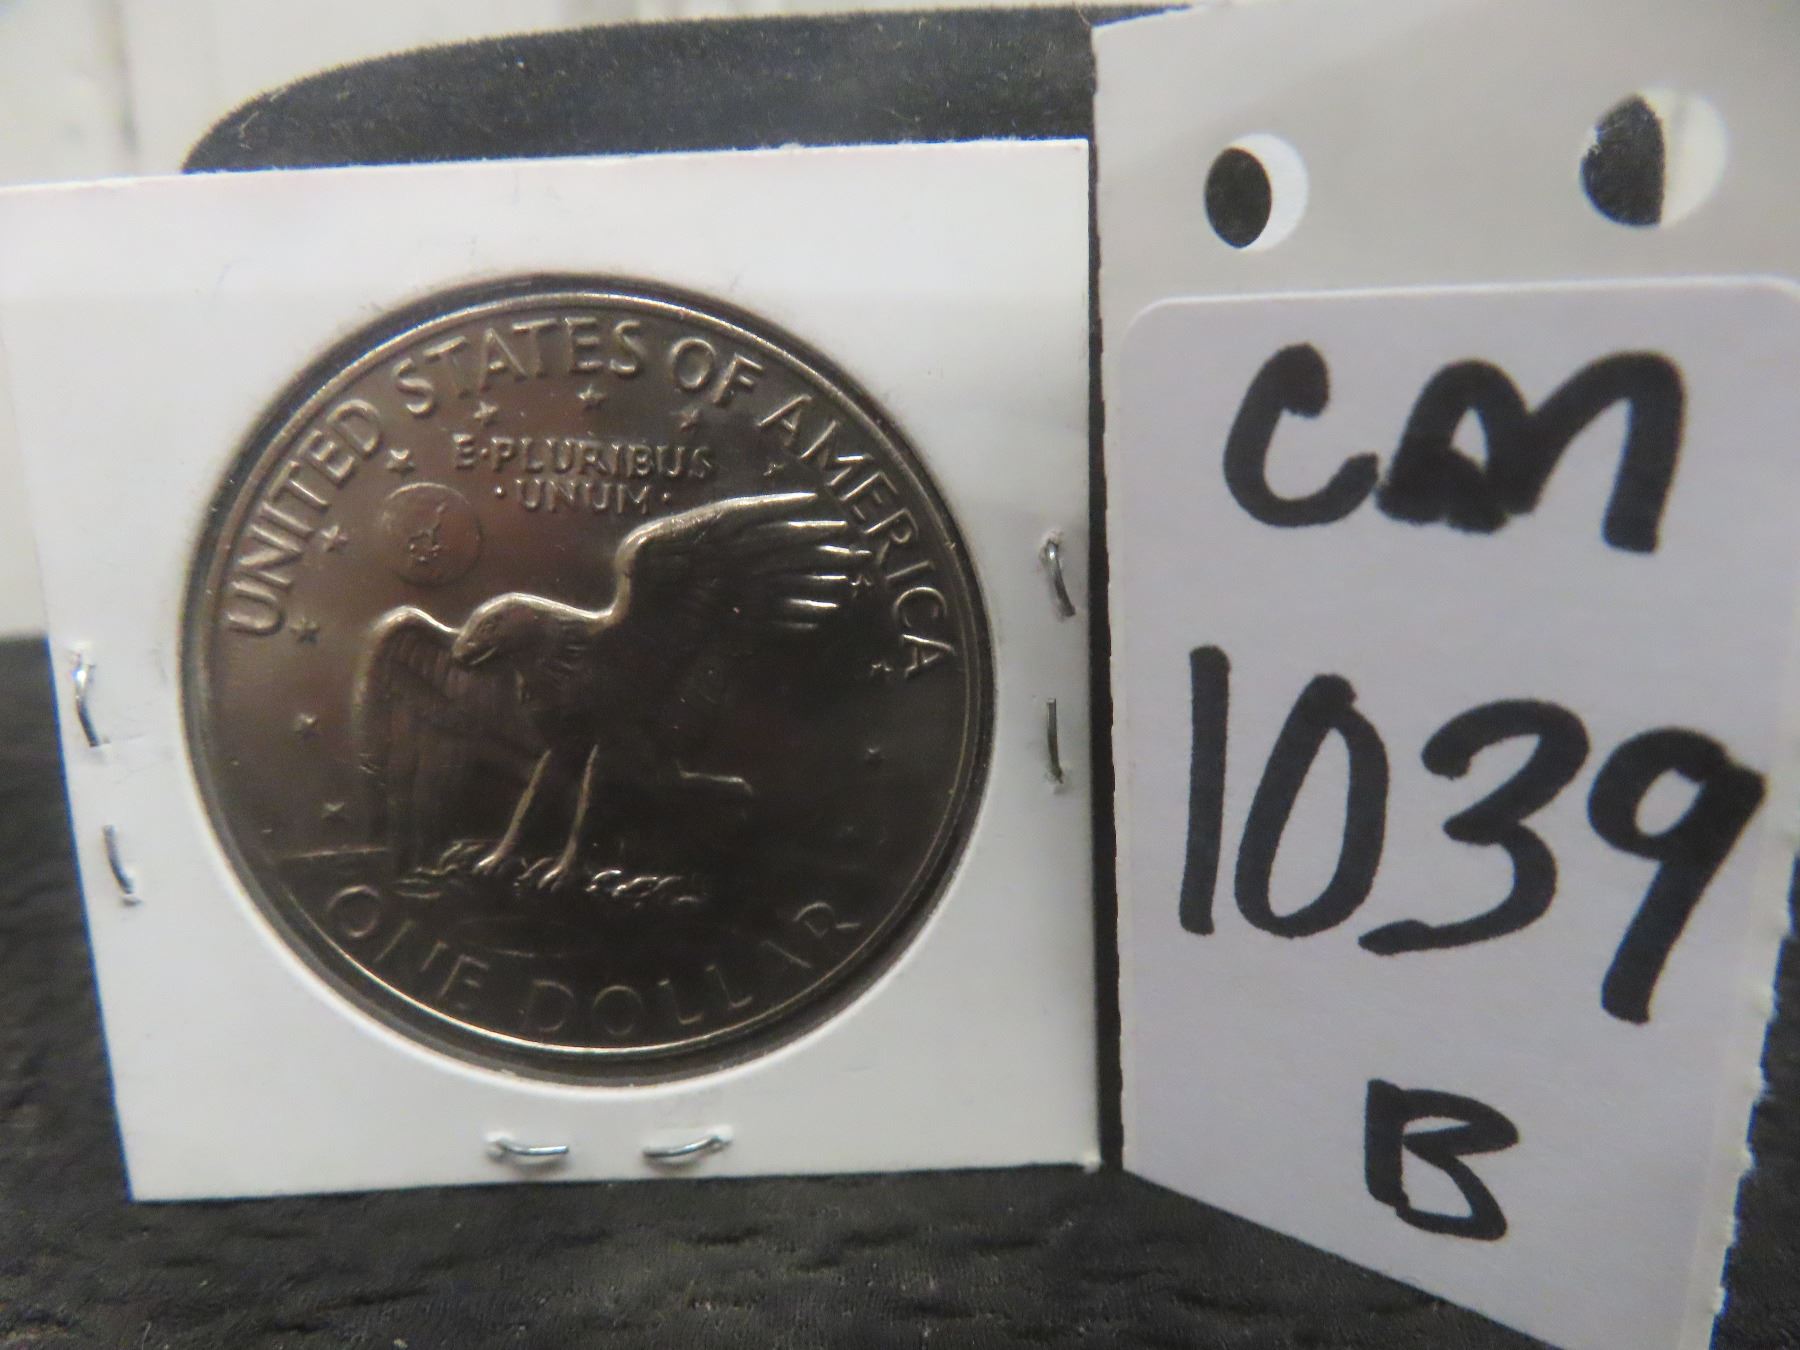 UNITED STATES OF AMERICA
E·PLURIBUS
·UNUM·
ONE DOLLAR
CM
1039
B